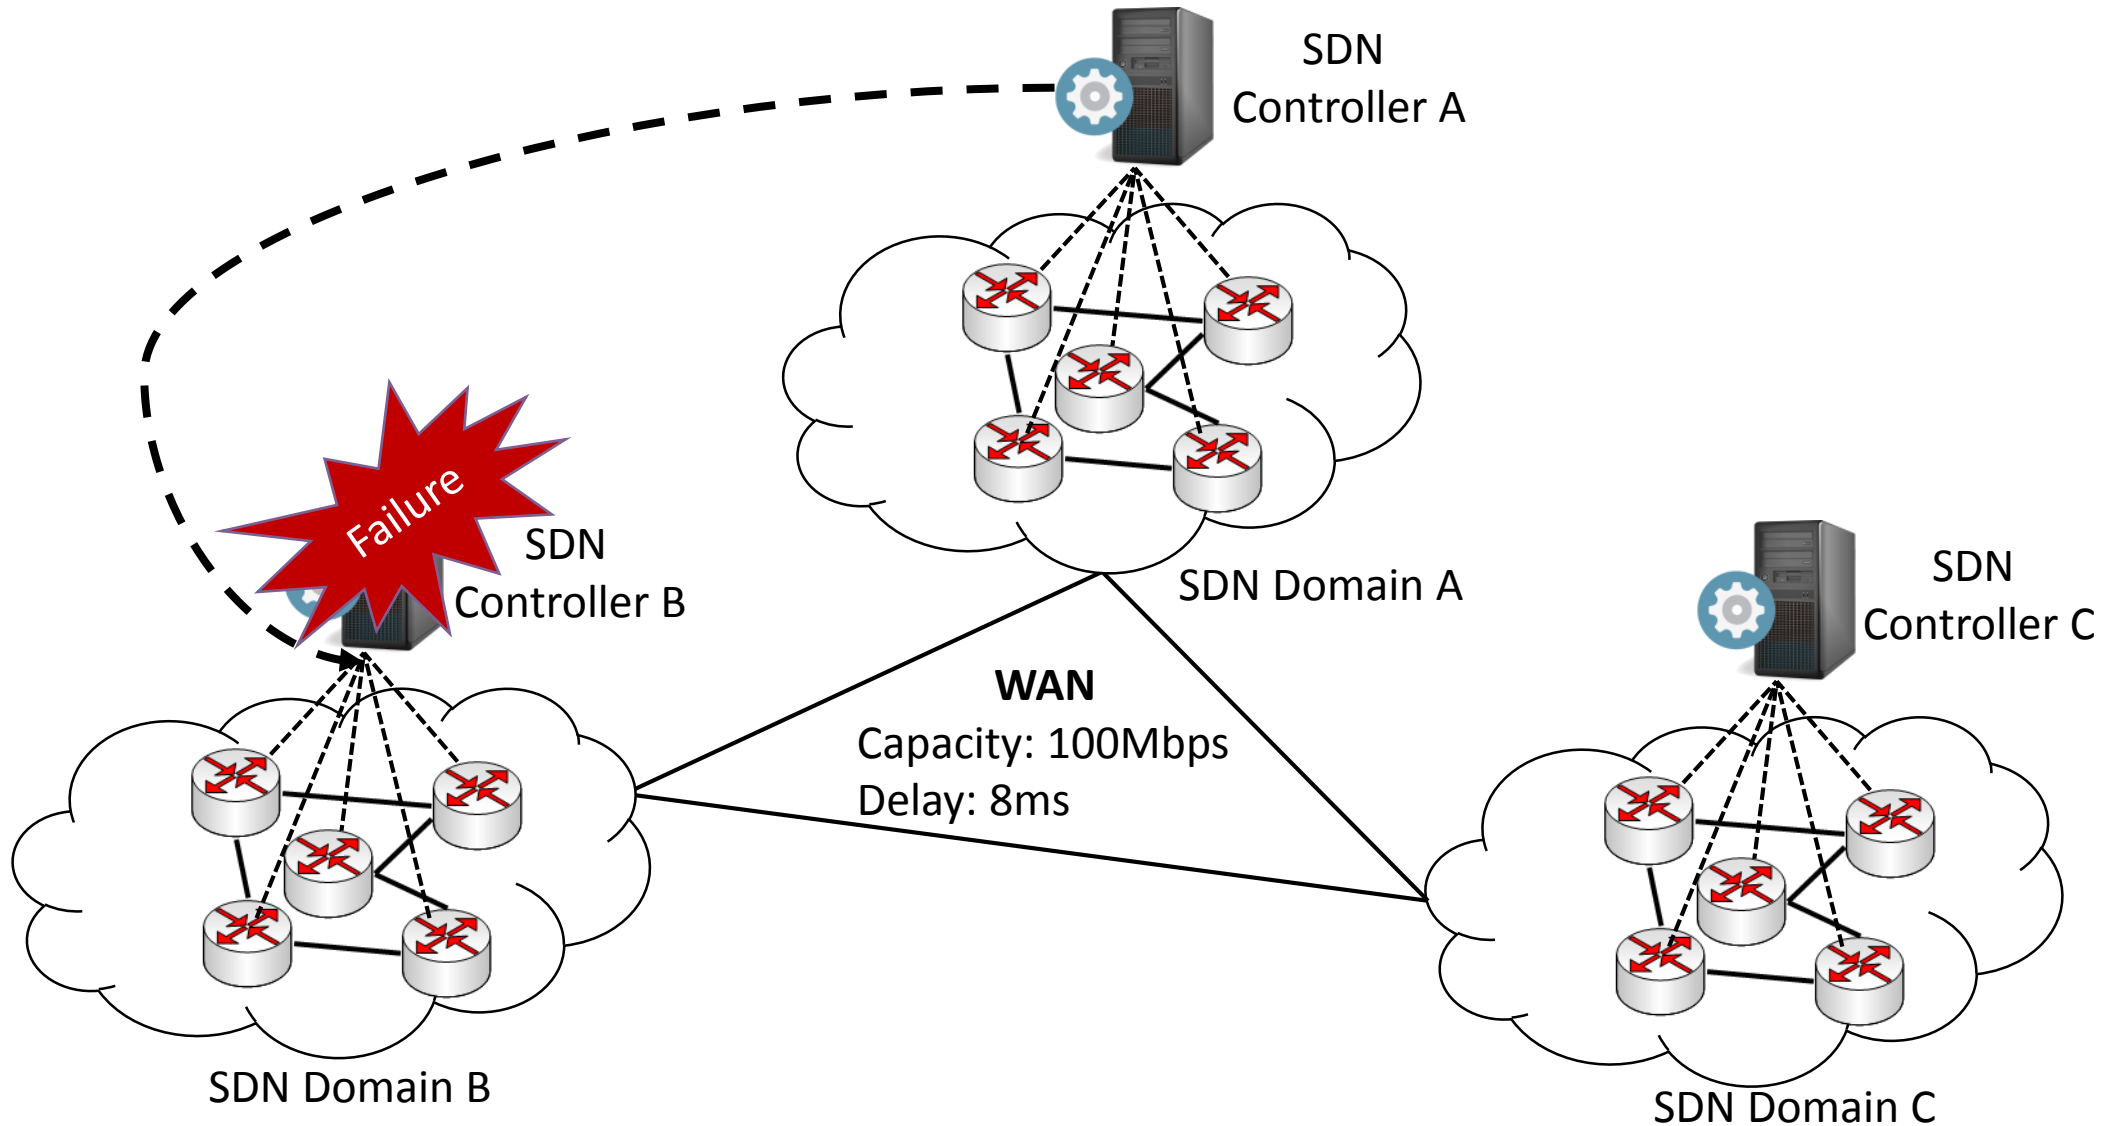 SDN
Controller A
Failure
SDN
Controller B
SDN Domain A
SDN
Controller C
WAN
Capacity: 100Mbps
Delay: 8ms
SDN Domain B
SDN Domain C